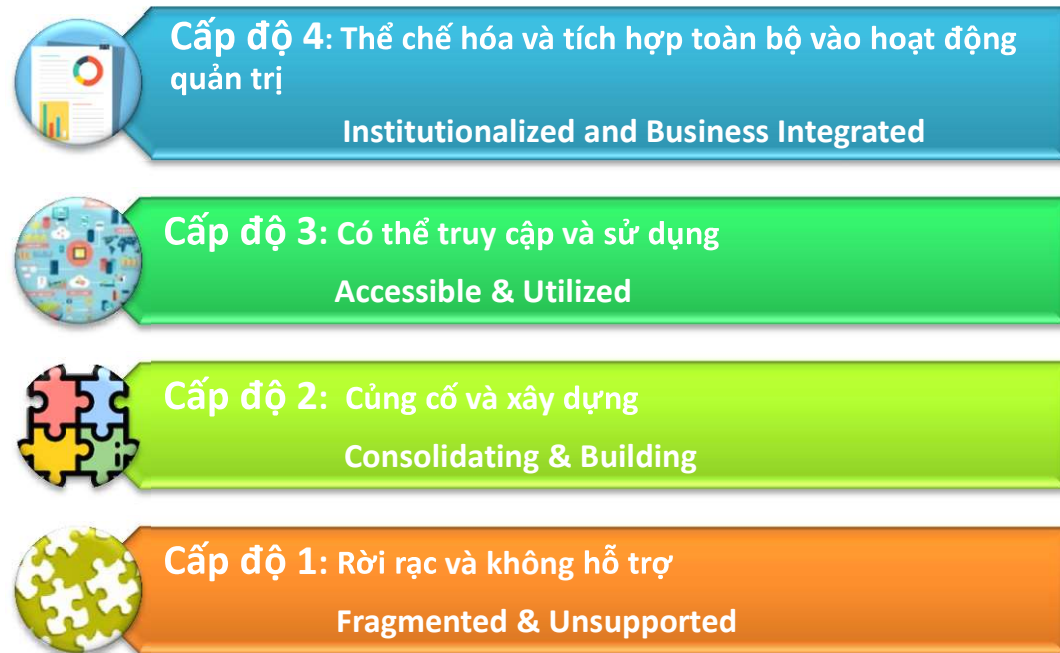 Cấp độ 4: Thể chế hóa và tích hợp toàn bộ vào hoạt động
quản trị
Institutionalized and Business Integrated
Cấp độ 3: Có thể truy cập và sử dụng
Accessible & Utilized
Cấp độ 2: Củng cố và xây dựng
Consolidating & Building
Cấp độ 1: Rời rạc và không hỗ trợ
Fragmented & Unsupported